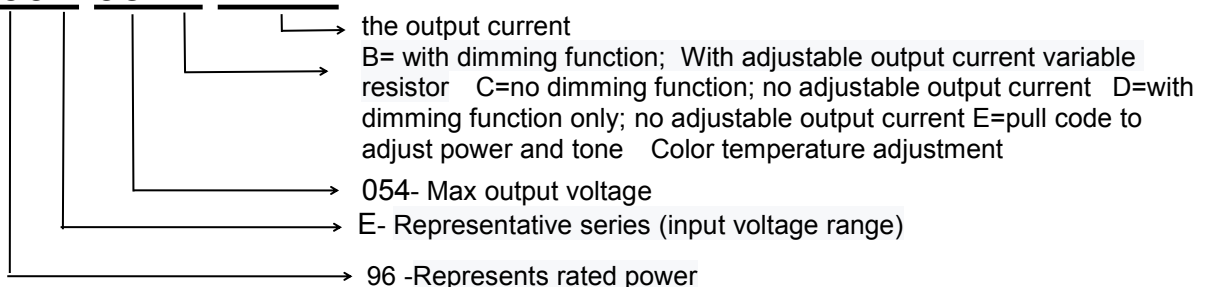 the output current
B= with dimming function; With adjustable output current variable
resistor C=no dimming function; no adjustable output current D=with
dimming function only; no adjustable output current E=pull code to
adjust power and tone Color temperature adjustment
054- Max output voltage
E- Representative series (input voltage range)
96 -Represents rated power